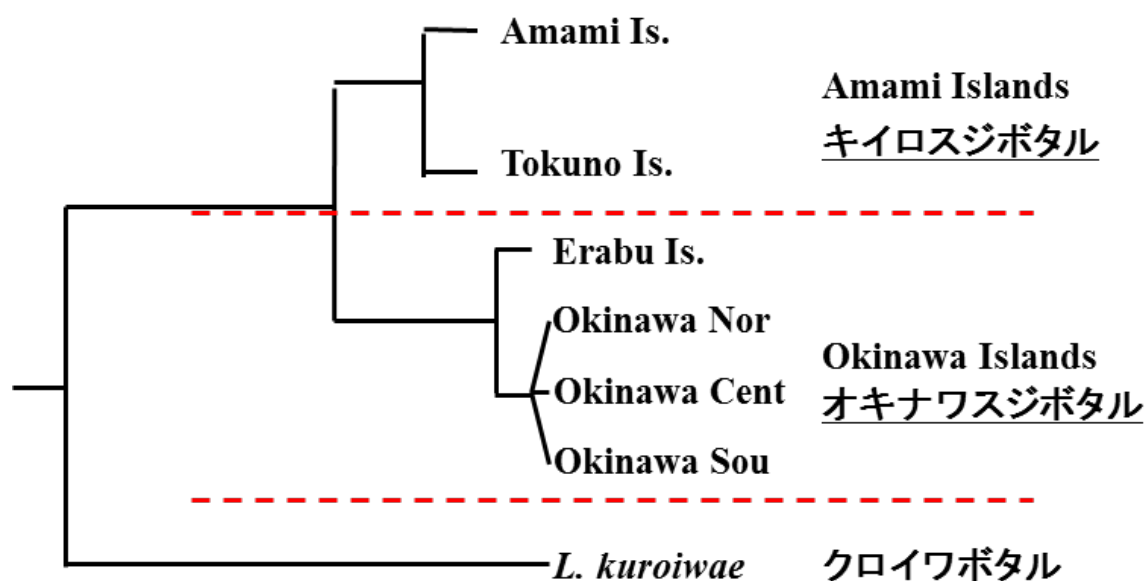 Amami Is.
Amami Islands
キイロスジボタル
Tokuno Is.
Erabu Is.
Okinawa Nor
Okinawa Cent
Okinawa Islands
オキナワスジボタル
Okinawa Sou
L. kuroiwae クロイワボタル